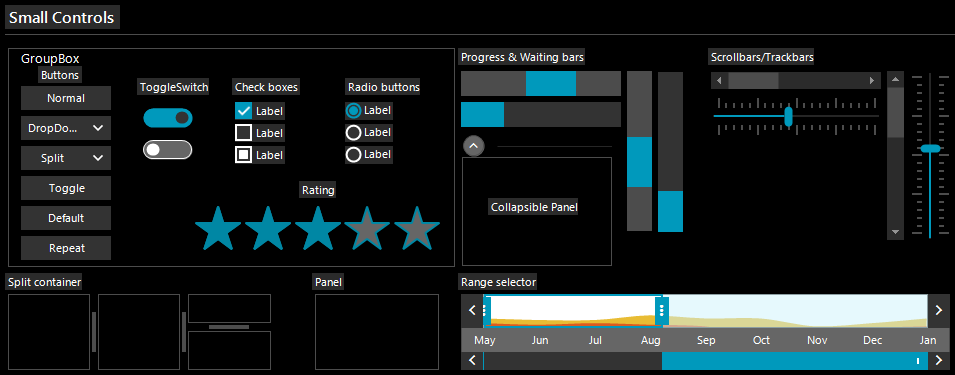 Small Controls
GroupBox
Buttons
Normal
DropDo...
Split
Toggle
Default
Repeat
ToggleSwitch
Check boxes
Label
Label
Label
Radio buttons
Label
Label
Label
Rating
Progress & Waiting bars
Collapsible Panel
Scrollbars/Trackbars
Split container
Panel
Range selector
May Jun Jul Aug Sep Oct Nov Dec Jan